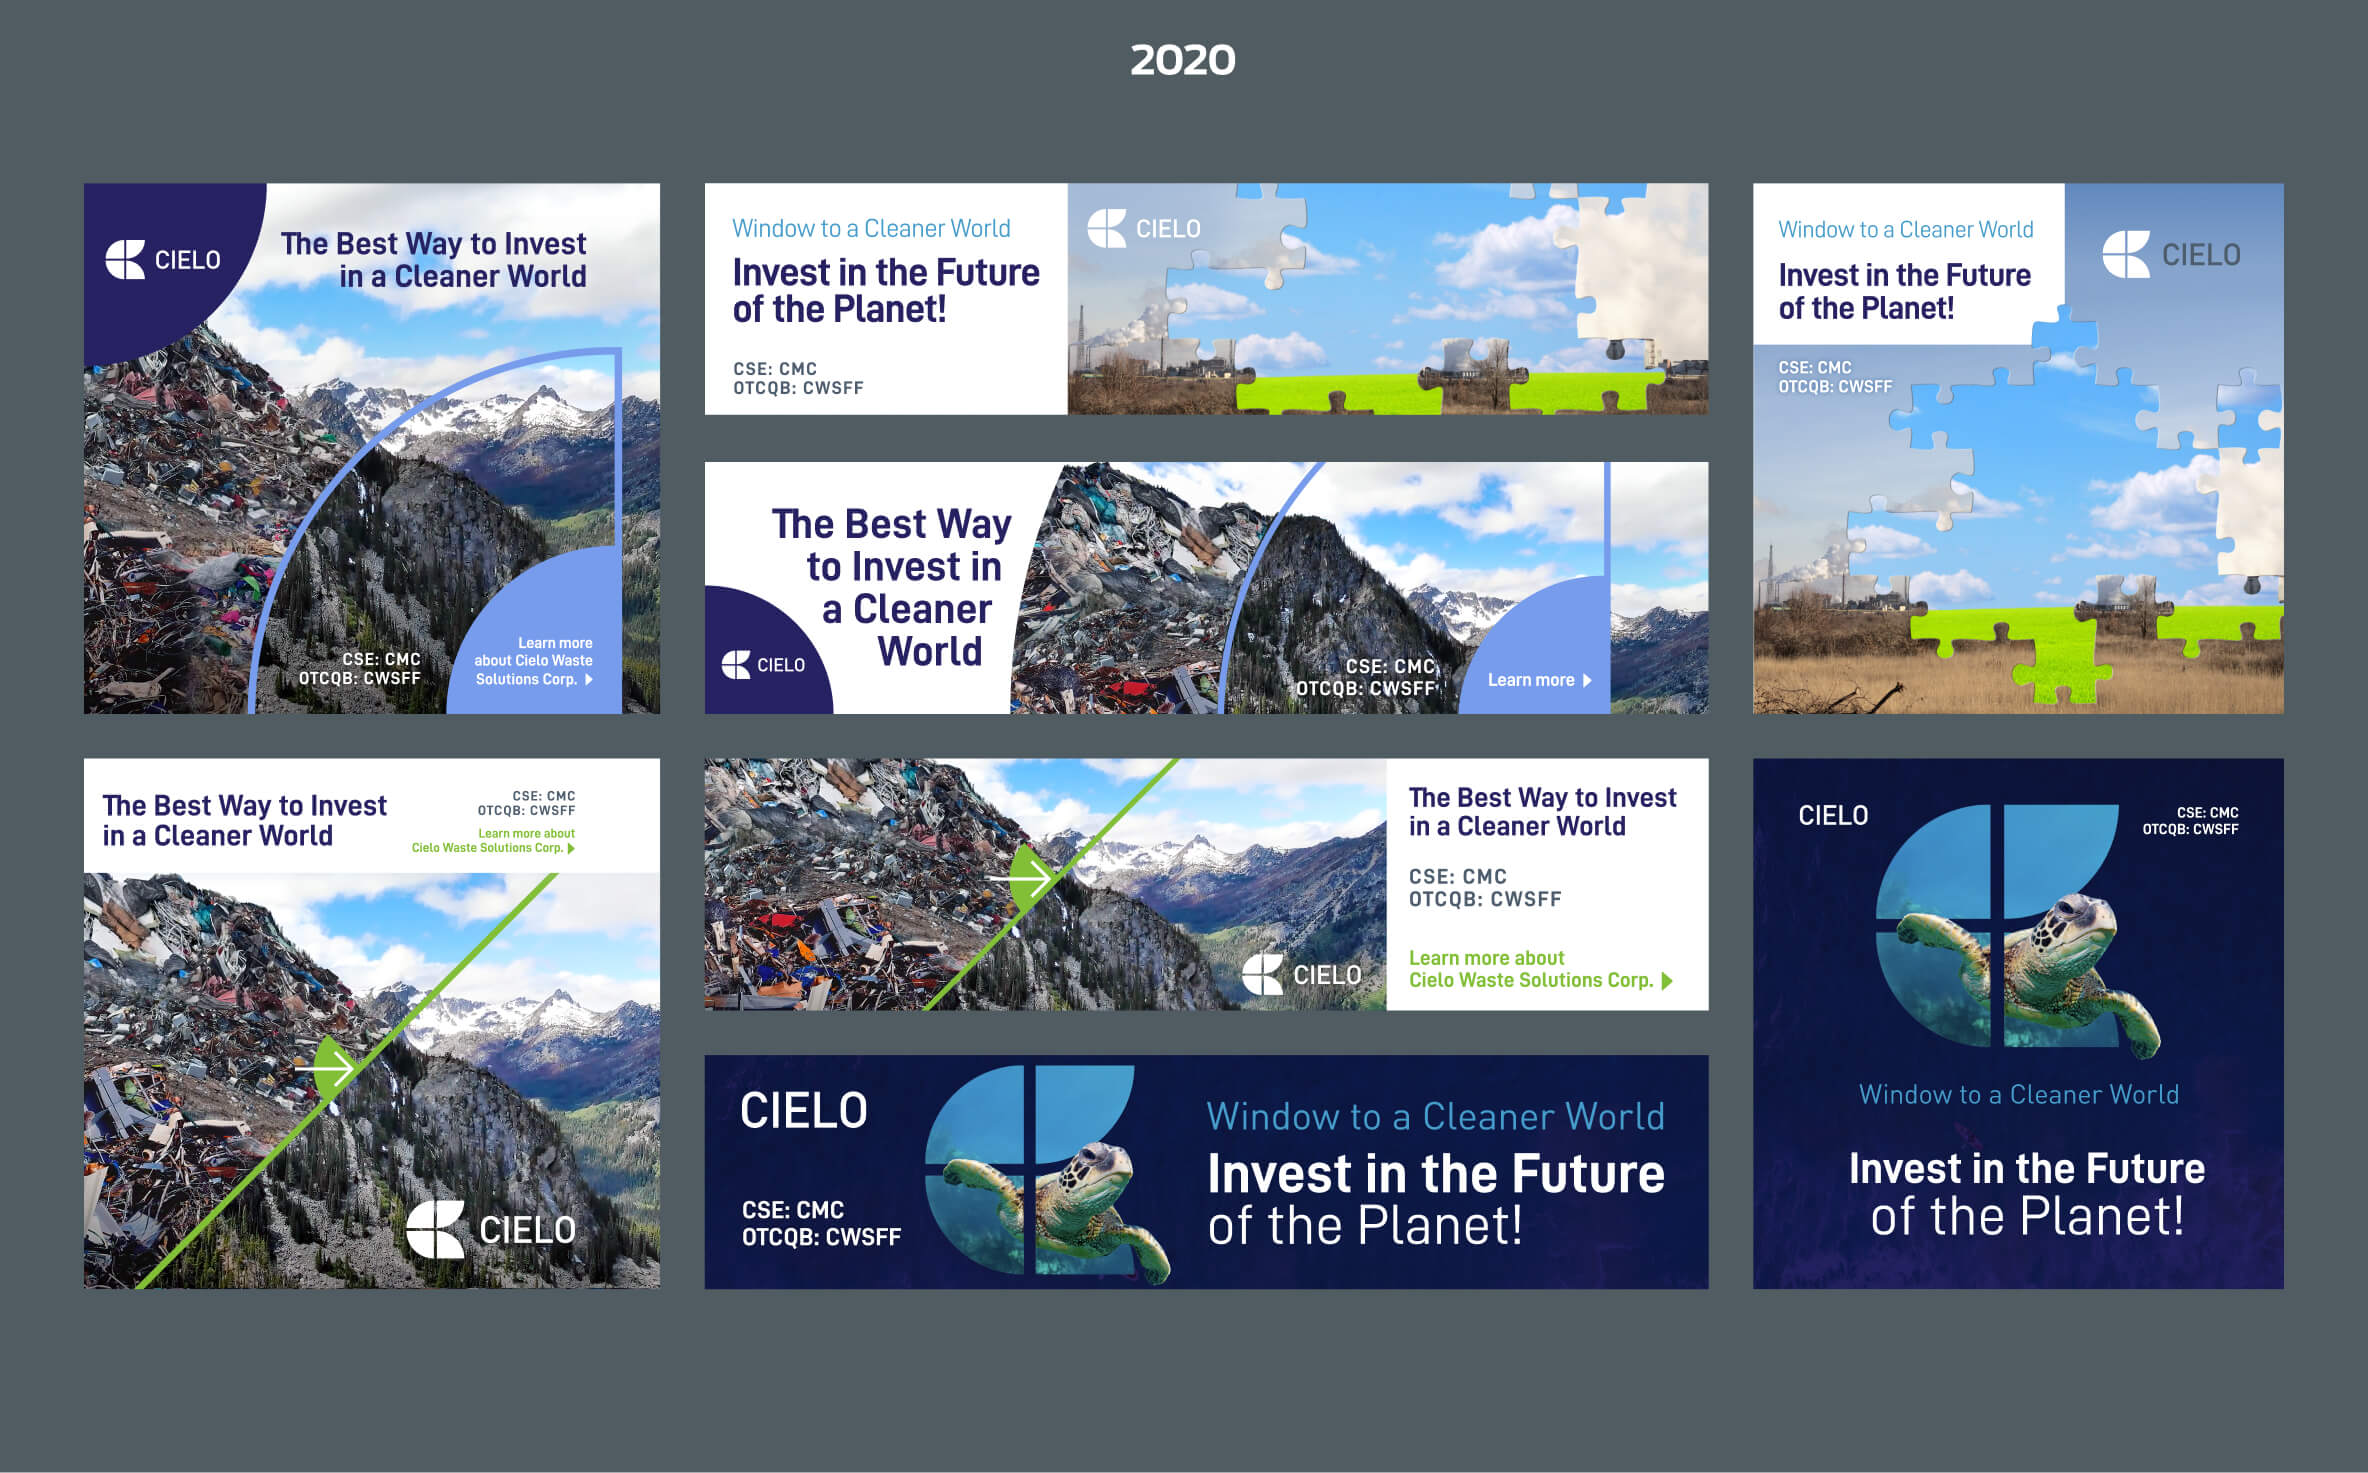 2020
CIELO
The Best Way to Invest
in a Cleaner World
CSE: CMC
OTCQB: CWSFF
Learn more
about Cielo Waste
Solutions Corp.
Window to a Cleaner World
Invest in the Future
of the Planet!
CSE: CMC
OTCQB: CWSFF
CIELO
Window to a Cleaner World
Invest in the Future
of the Planet!
CIELO
CSE: CMC
OTCQB: CWSFF
The Best Way
to Invest in
a Cleaner
World
CIELO
CSE: CMC
OTCQB: CWSFF
Learn more
The Best Way to Invest
in a Cleaner World
CSE: CMC
OTCQB: CWSFF
Learn more about
Cielo Waste Solutions Corp.
CIELO
The Best Way to Invest
in a Cleaner World
CSE: CMC
OTCQB: CWSFF
Learn more about
Cielo Waste Solutions Corp.
CIELO
CIELO
CSE: CMC
OTCQB: CWSFF
Window to a Cleaner World
Invest in the Future
of the Planet!
CIELO
CSE: CMC
OTCQB: CWSFF
Window to a Cleaner World
Invest in the Future
of the Planet!